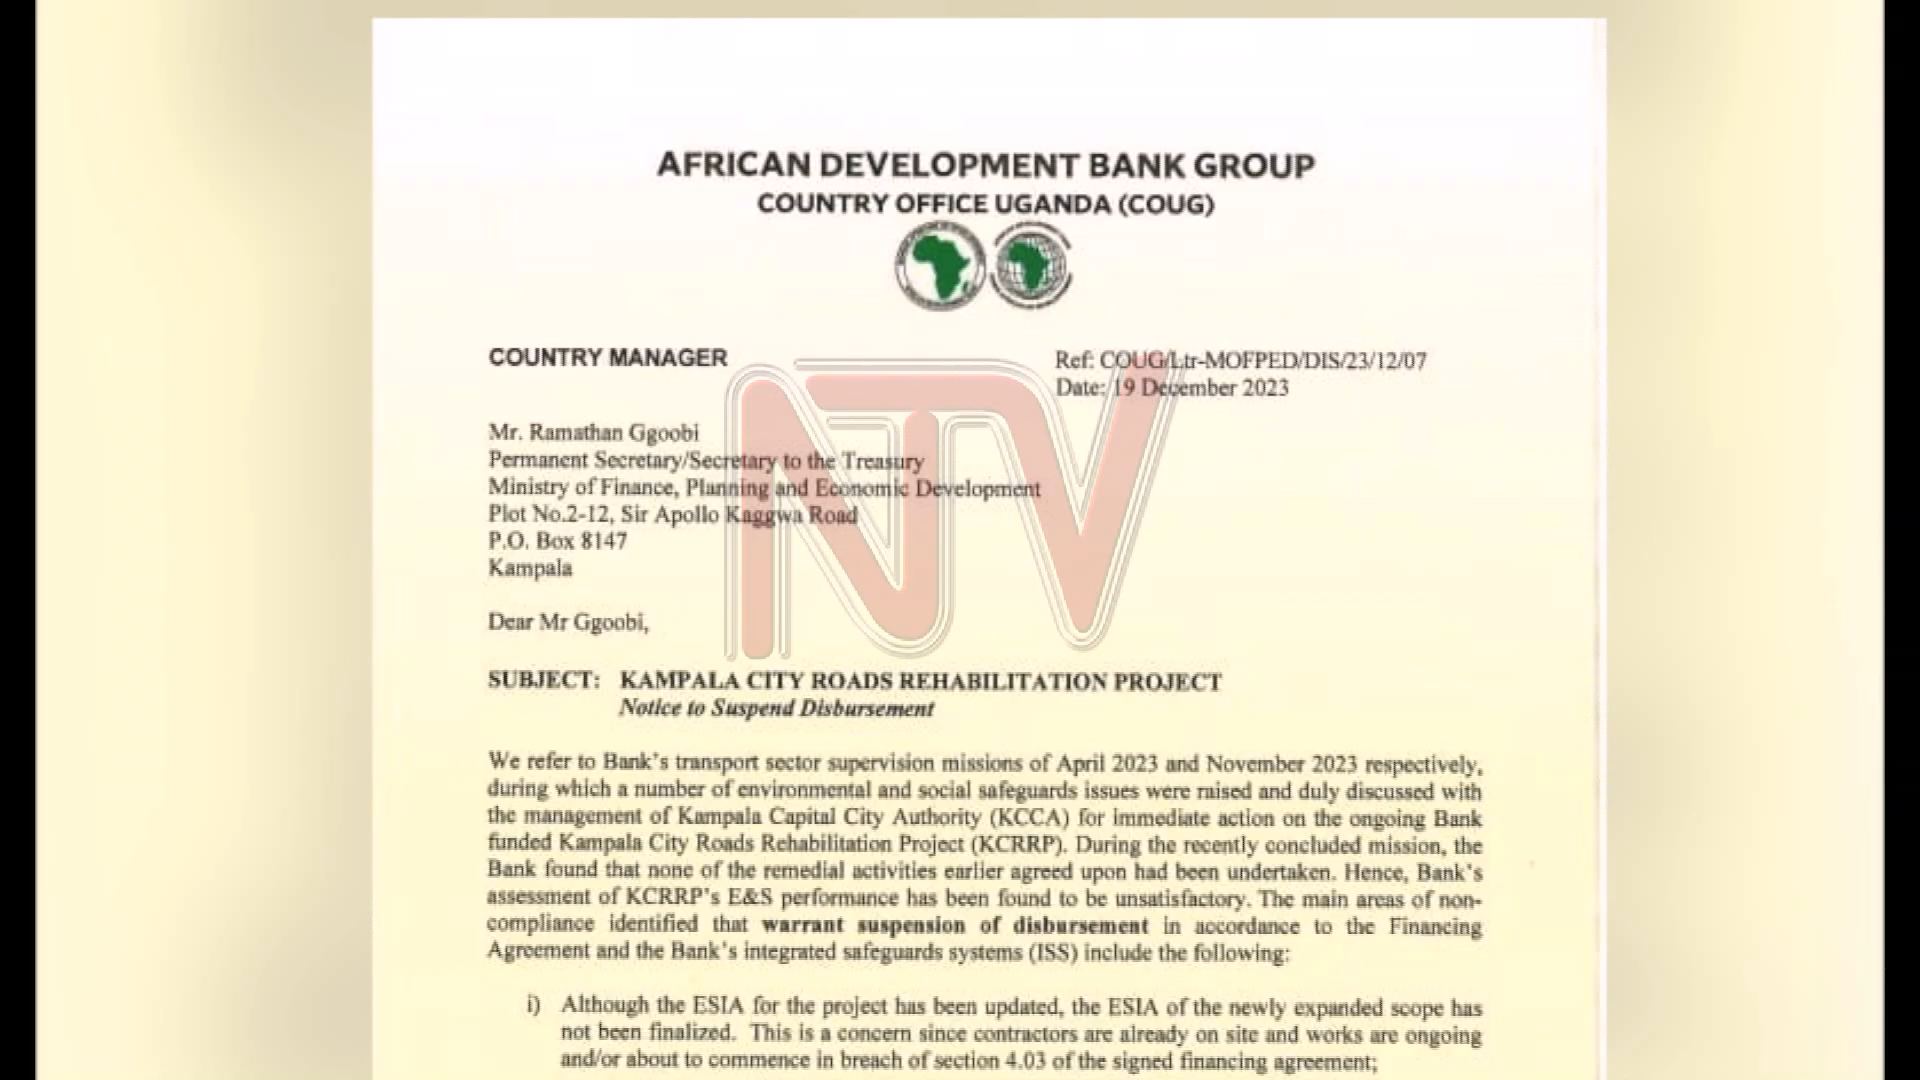 AFRICAN DEVELOPMENT BANK GROUP
COUNTRY OFFICE UGANDA (COUG)
COUNTRY MANAGER
Ref: COUG/Ltr-MOFPED/DIS/23/12/07
Date: 19 December 2023
NTV
Mr. Ramathan Ggoobi
Permanent Secretary/Secretary to the Treasury
Ministry of Finance, Planning and Economic Development
Plot No.2-12, Sir Apollo Kaggwa Road
P.O. Box 8147
Kampala
Dear Mr Ggoobi,
SUBJECT: KAMPALA CITY ROADS REHABILITATION PROJECT
Notice to Suspend Disbursement
We refer to Bank's transport sector supervision missions of April 2023 and November 2023 respectively,
during which a number of environmental and social safeguards issues were raised and duly discussed with
the management of Kampala Capital City Authority (KCCA) for immediate action on the ongoing Bank
funded Kampala City Roads Rehabilitation Project (KCRRP). During the recently concluded mission, the
Bank found that none of the remedial activities earlier agreed upon had been undertaken. Hence, Bank's
assessment of KCRRP's E&S performance has been found to be unsatisfactory. The main areas of non-
compliance identified that warrant suspension of disbursement in accordance to the Financing
Agreement and the Bank's integrated safeguards systems (ISS) include the following:
i) Although the ESIA for the project has been updated, the ESIA of the newly expanded scope has
not been finalized. This is a concern since contractors are already on site and works are ongoing
and/or about to commence in breach of section 4.03 of the signed financing agreement;